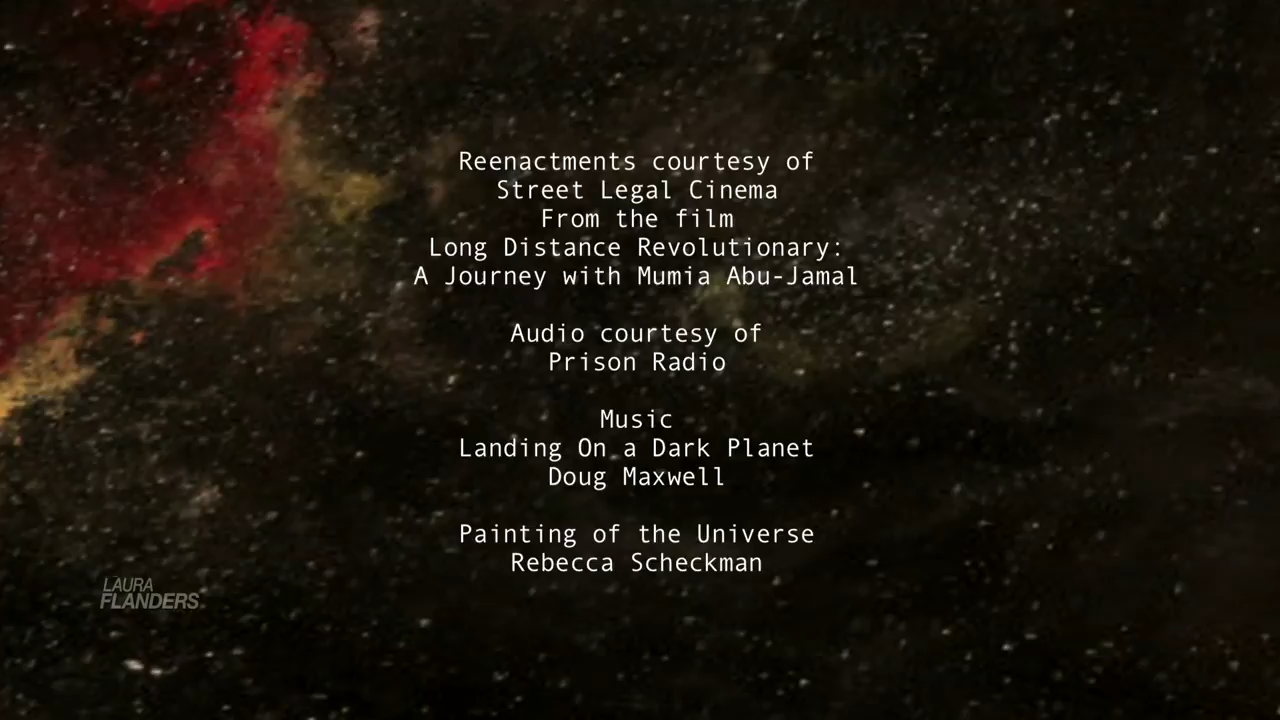 Reenactments courtesy of
Street Legal Cinema
From the film
Long Distance Revolutionary:
A Journey with Mumia Abu-Jamal
Audio courtesy of
Prison Radio
Music
Landing On a Dark Planet
Doug Maxwell
Painting of the Universe
Rebecca Scheckman
LAURA
FLANDERS